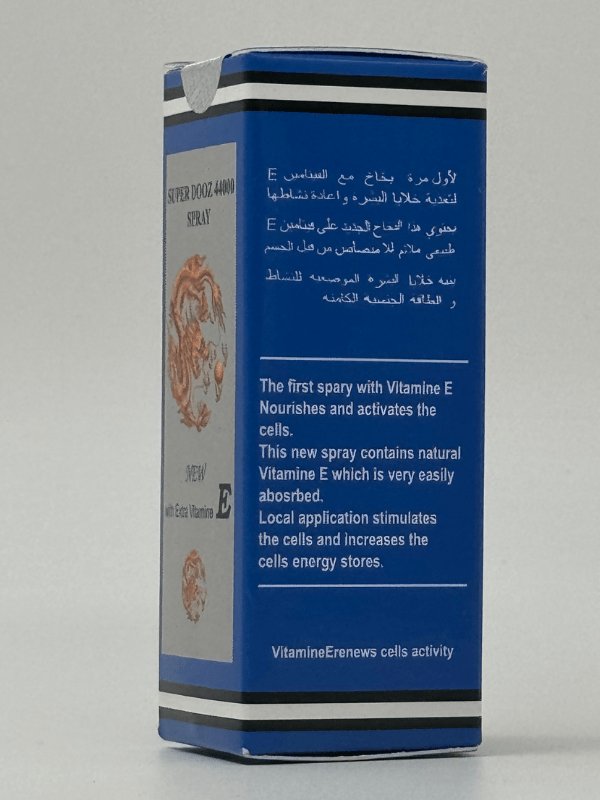 SUPER DOOZ 44000
SPRAY
NEW
with Extra Vitamine E
لأول مرة بخاخ مع الفيتامين E
لتغذية خلايا البشره و اعادة نشاطها
يحتوي هذا البخاخ الجديد على فيتامين E
طبيعي ملائم للامتصاص من قبل الجسم
ينبه خلايا البشره الموضعيه للنشاط
و الطاقه الجنسيه الكامنه
The first spary with Vitamine E
Nourishes and activates the
cells.
This new spray contains natural
Vitamine E which is very easily
abosrbed.
Local application stimulates
the cells and increases the
cells energy stores.
VitamineErenews cells activity